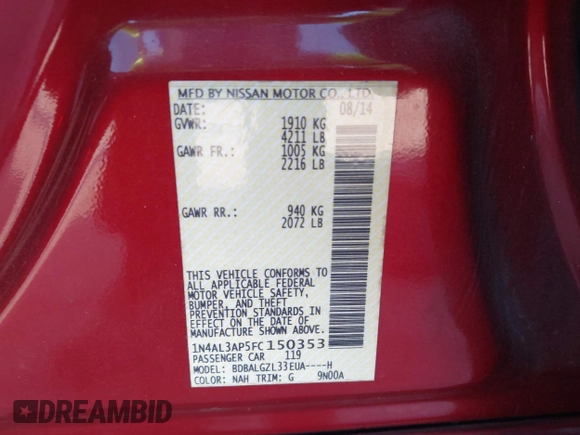 MFD BY NISSAN MOTOR CO., LTD.
DATE: 08/14
GVWR: 1910 KG
4211 LB
GAWR FR.: 1005 KG
2216 LB
GAWR RR.: 940 KG
2072 LB
THIS VEHICLE CONFORMS TO
ALL APPLICABLE FEDERAL
MOTOR VEHICLE SAFETY,
BUMPER, AND THEFT
PREVENTION STANDARDS IN
EFFECT ON THE DATE OF
MANUFACTURE SHOWN ABOVE.
1N4AL3AP5FC150353
PASSENGER CAR 119
MODEL: BDBALGZL33EUA----H
COLOR: NAH TRIM: G 9N00A
DREAMBID